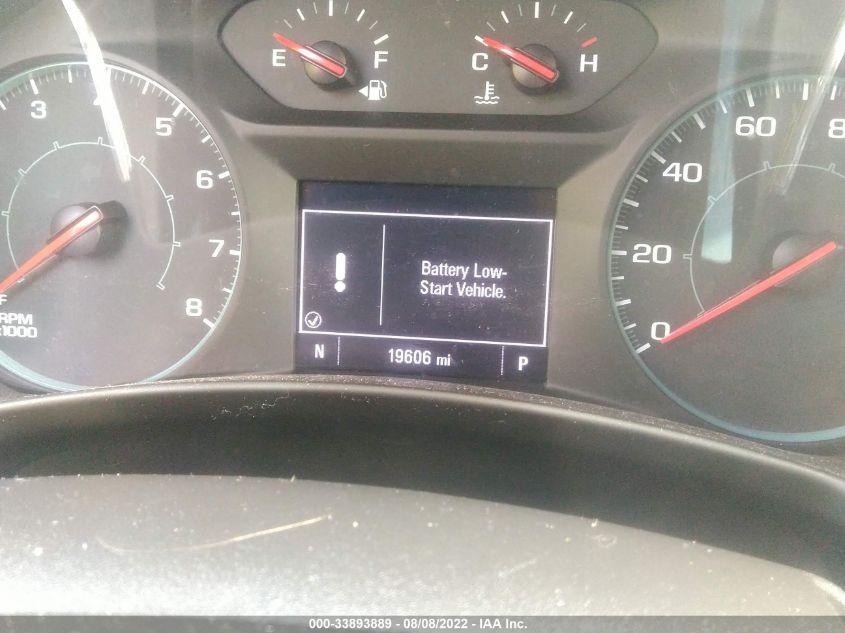 E F
C H
3 4 5 6 7 8
F
RPM
x1000
0 20 40 60 8
Battery Low-
Start Vehicle.
N 19606 mi P
000-33893889 - 08/08/2022 - IAA Inc.